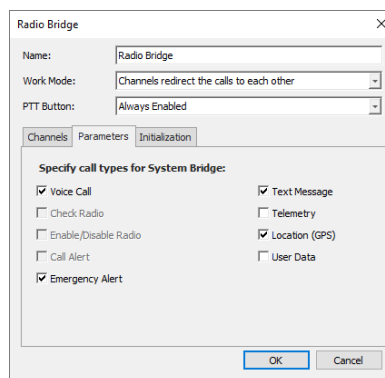 Radio Bridge
Name: Radio Bridge
Work Mode: Channels redirect the calls to each other
PTT Button: Always Enabled
Channels Parameters Initialization
Specify call types for System Bridge:
Voice Call Text Message
Check Radio Telemetry
Enable/Disable Radio Location (GPS)
Call Alert User Data
Emergency Alert
OK Cancel